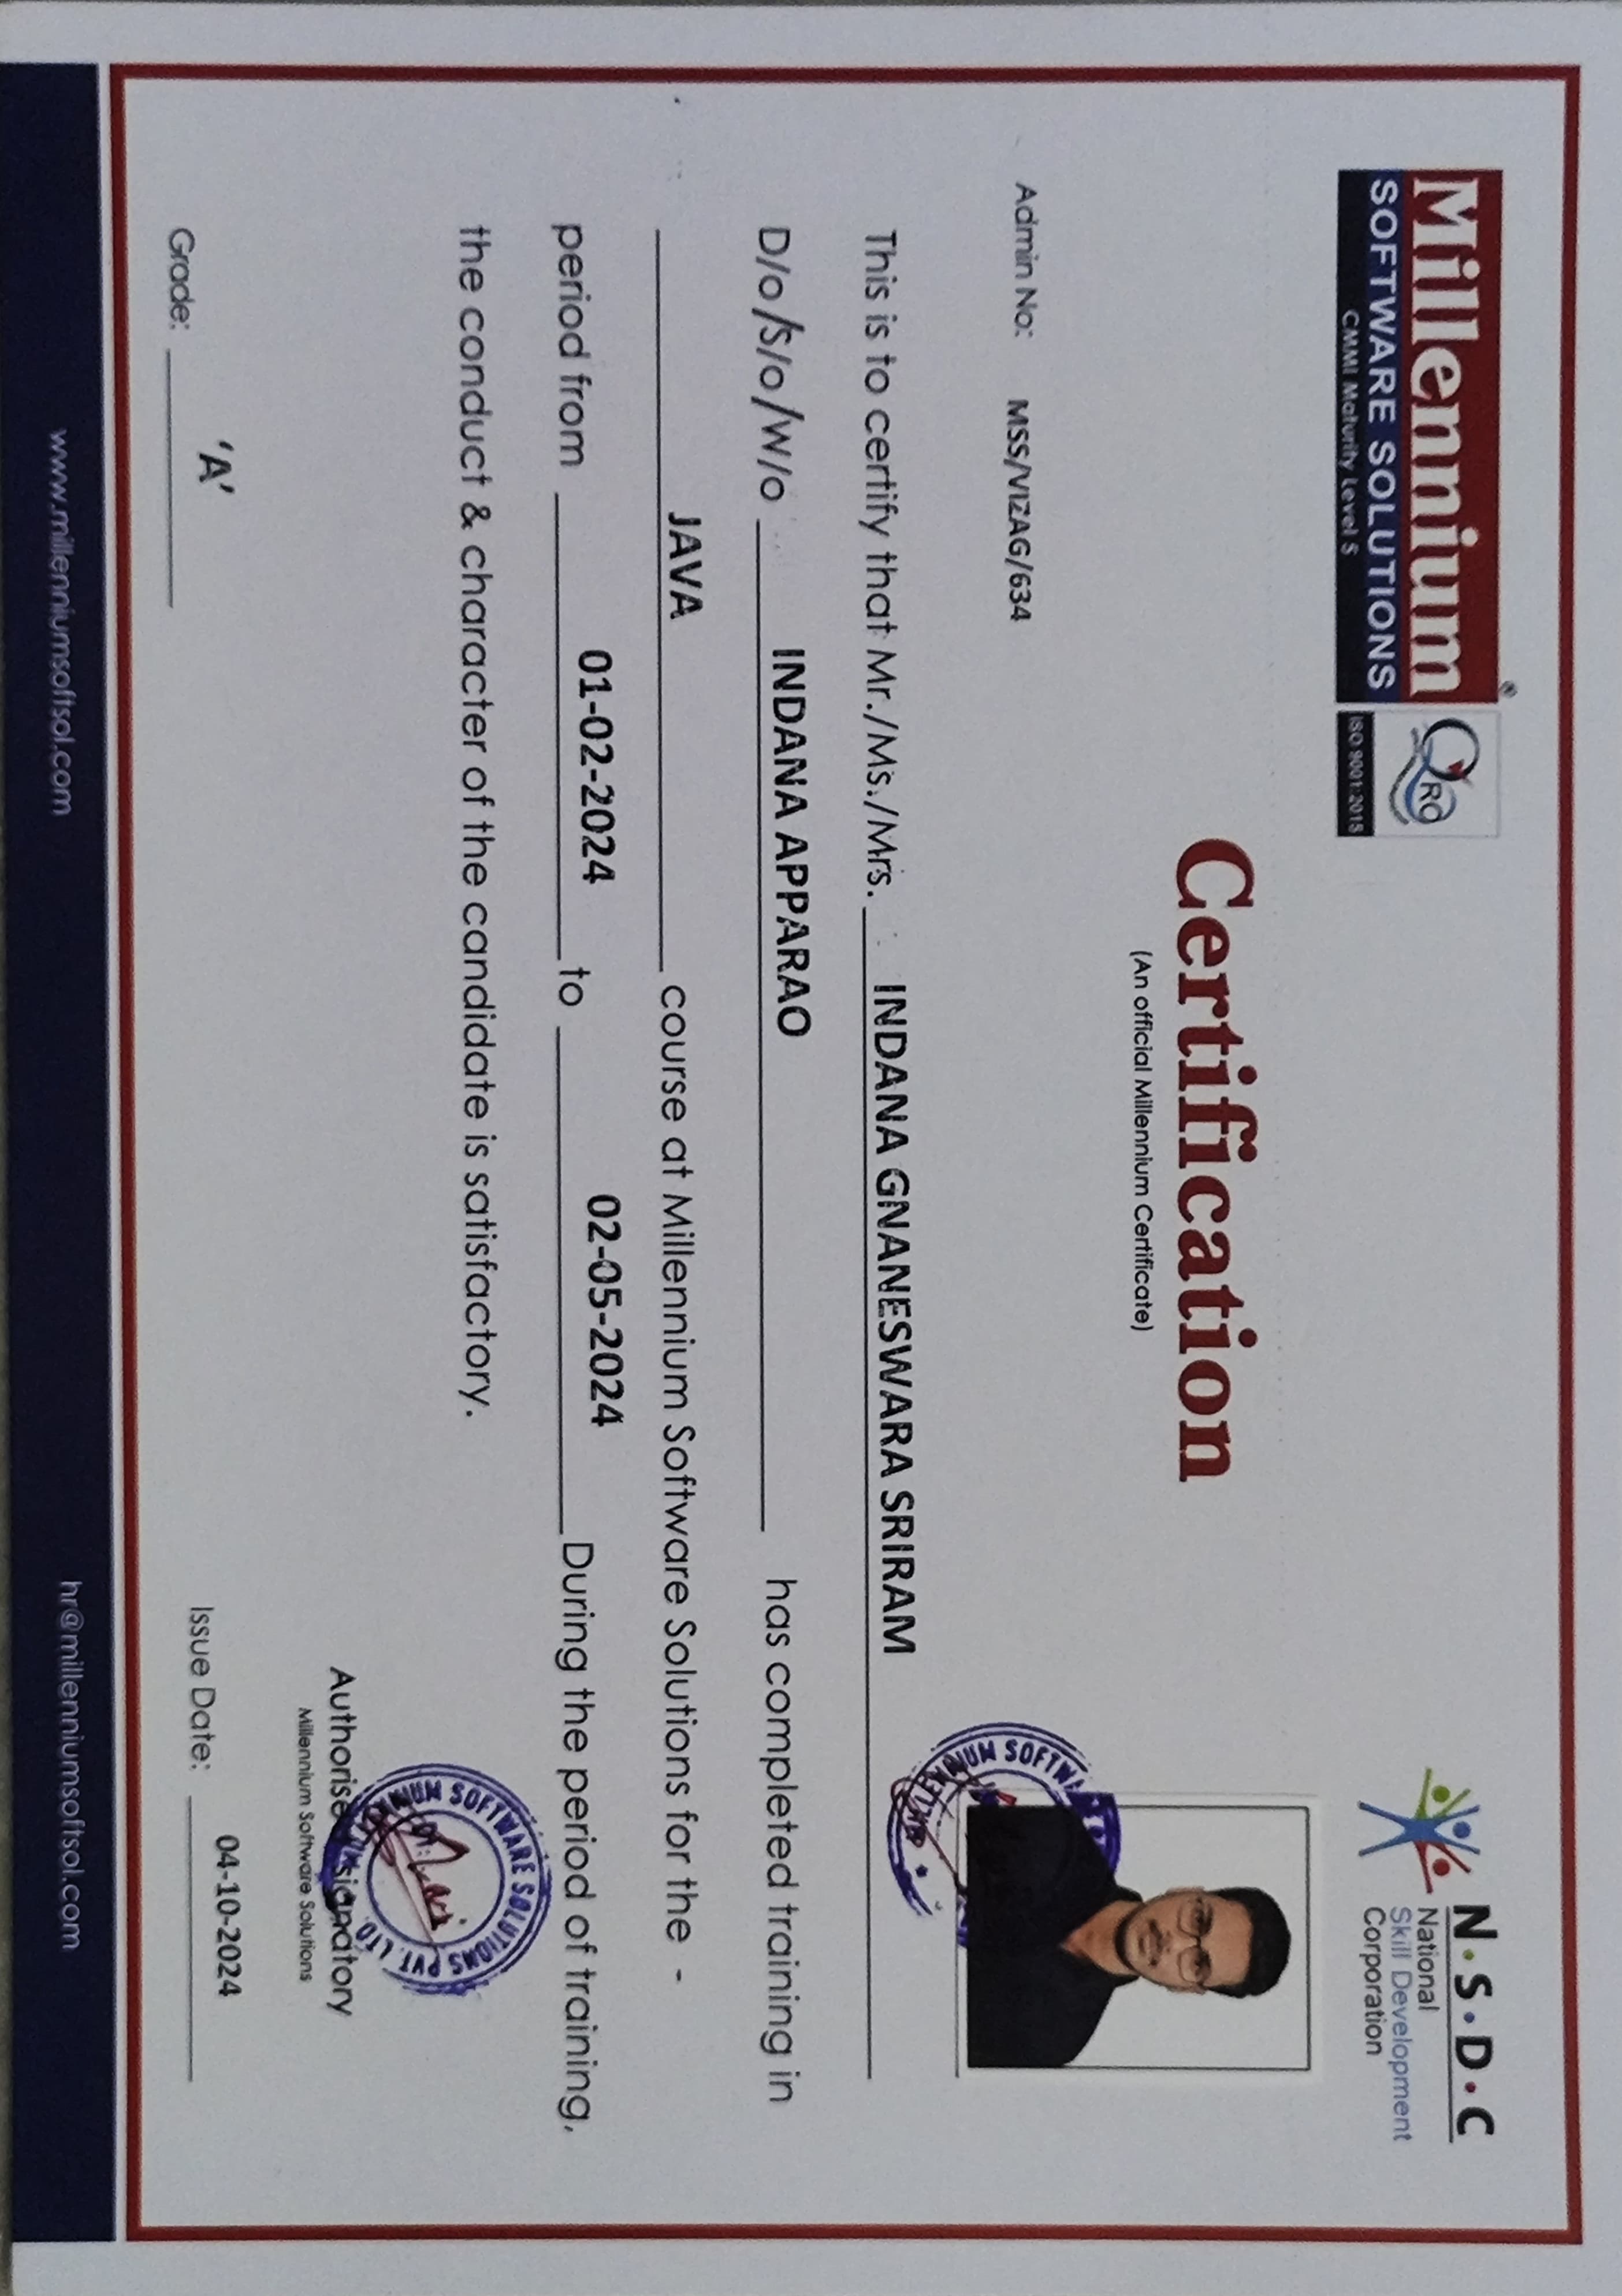 Millennium ®
SOFTWARE SOLUTIONS
CMMI Maturity Level 5
QRO
ISO 9001:2015
N·S·D·C
National
Skill Development
Corporation
Certification
(An official Millennium Certificate)
Admin No: MSS/VIZAG/634
MILLENNIUM SOFTWA
This is to certify that Mr./Ms./Mrs. INDANA GNANESWARA SRIRAM
D/o/S/o/W/o INDANA APPARAO has completed training in
JAVA course at Millennium Software Solutions for the -
period from 01-02-2024 to 02-05-2024 During the period of training,
the conduct & character of the candidate is satisfactory.
MILLENNIUM SOFTWARE SOLUTIONS PVT. LTD.
Authorised signatory
Millennium Software Solutions
Grade: ‘A’
Issue Date: 04-10-2024
www.millenniumsoftsol.com
hr@millenniumsoftsol.com